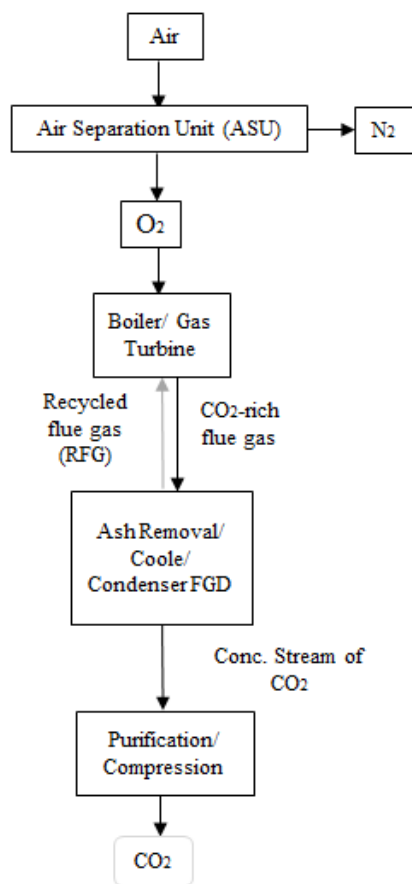 Air
Air Separation Unit (ASU)
N2
O2
Boiler/ Gas
Turbine
Recycled
flue gas
(RFG)
CO2-rich
flue gas
Ash Removal/
Coole/
Condenser FGD
Conc. Stream of
CO2
Purification/
Compression
CO2